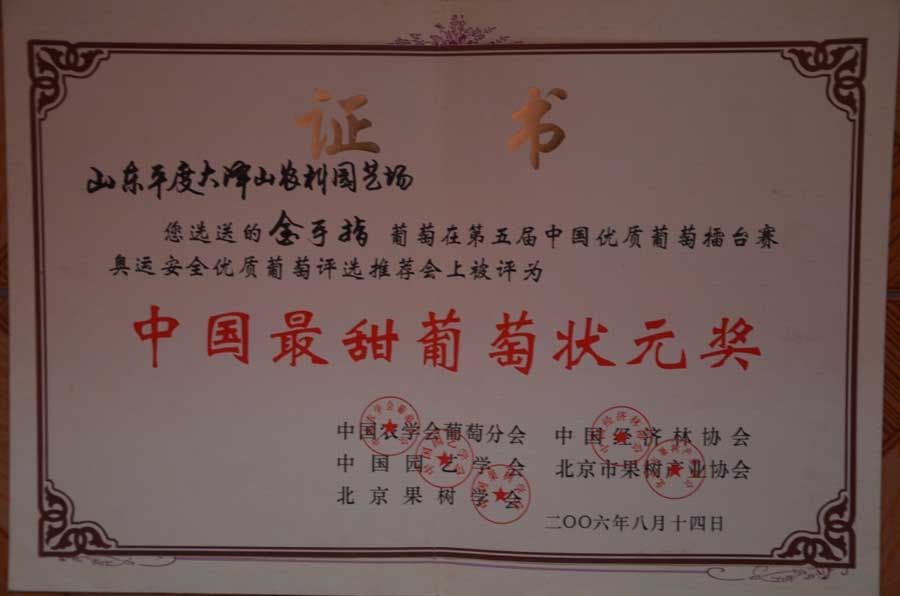 证书
山东平度大泽山农科园艺场
您选送的金手指葡萄在第五届中国优质葡萄擂台赛
奥运安全优质葡萄评选推荐会上被评为
中国最甜葡萄状元奖
中国农学会葡萄分会 中国经济林协会
中国园艺学会 北京市果树产业协会
北京果树学会
二〇〇六年八月十四日